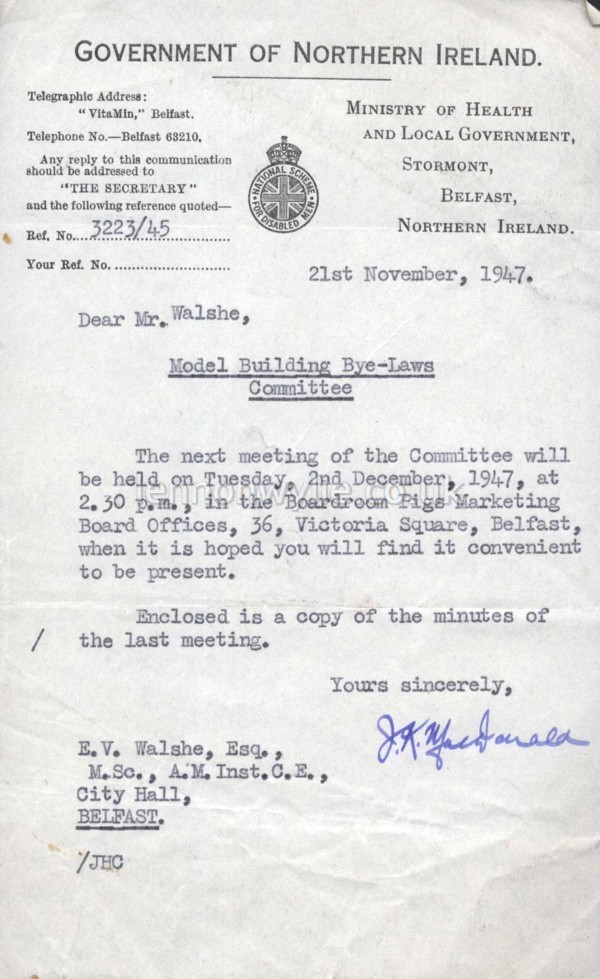 GOVERNMENT OF NORTHERN IRELAND.
Telegraphic Address:
"VitaMin," Belfast.
Telephone No.—Belfast 63210.
Any reply to this communication
should be addressed to
"THE SECRETARY"
and the following reference quoted—
Ref. No. 3223/45
Your Ref. No.
NATIONAL SCHEME
FOR DISABLED MEN
MINISTRY OF HEALTH
AND LOCAL GOVERNMENT,
STORMONT,
BELFAST,
NORTHERN IRELAND.
21st November, 1947.
Dear Mr. Walshe,
Model Building Bye-Laws
Committee
The next meeting of the Committee will
be held on Tuesday, 2nd December, 1947, at
2.30 p.m., in the Boardroom Pigs Marketing
Board Offices, 36, Victoria Square, Belfast,
when it is hoped you will find it convenient
to be present.
Enclosed is a copy of the minutes of
/ the last meeting.
Yours sincerely,
J.K. MacDonald
E.V. Walshe, Esq.,
M.Sc., A.M.Inst.C.E.,
City Hall,
BELFAST.
/JHC
lennonwylie.co.uk